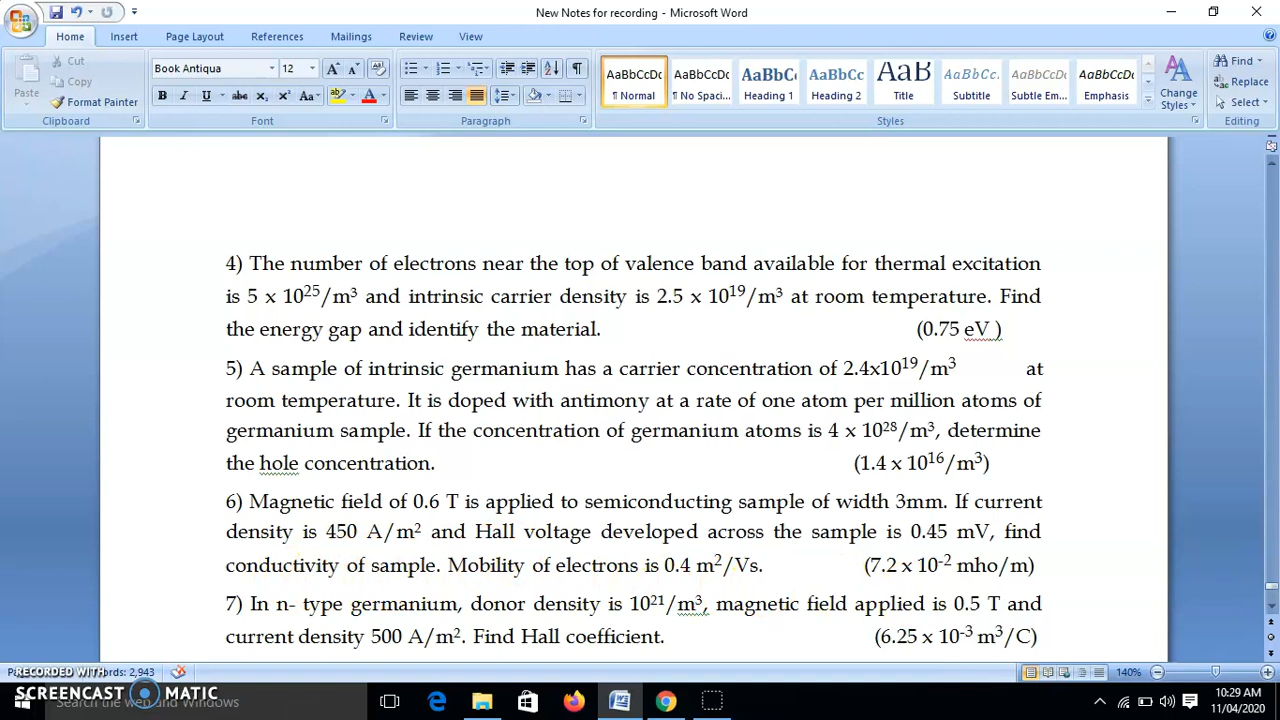 New Notes for recording - Microsoft Word
Home Insert Page Layout References Mailings Review View
Paste
Cut
Copy
Format Painter
Clipboard
Book Antiqua 12
Font
Paragraph
AaBbCcDc AaBbCcDc AaBbCc AaBbCc AaB AaBbCc. AaBbCcDc AaBbCcDc
¶ Normal ¶ No Spaci... Heading 1 Heading 2 Title Subtitle Subtle Em... Emphasis
Change Styles
Styles
Find
Replace
Select
Editing
4) The number of electrons near the top of valence band available for thermal excitation
is 5 x 10²⁵/m³ and intrinsic carrier density is 2.5 x 10¹⁹/m³ at room temperature. Find
the energy gap and identify the material. (0.75 eV )
5) A sample of intrinsic germanium has a carrier concentration of 2.4x10¹⁹/m³ at
room temperature. It is doped with antimony at a rate of one atom per million atoms of
germanium sample. If the concentration of germanium atoms is 4 x 10²⁸/m³, determine
the hole concentration. (1.4 x 10¹⁶/m³)
6) Magnetic field of 0.6 T is applied to semiconducting sample of width 3mm. If current
density is 450 A/m² and Hall voltage developed across the sample is 0.45 mV, find
conductivity of sample. Mobility of electrons is 0.4 m²/Vs. (7.2 x 10⁻² mho/m)
7) In n- type germanium, donor density is 10²¹/m³, magnetic field applied is 0.5 T and
current density 500 A/m². Find Hall coefficient. (6.25 x 10⁻³ m³/C)
RECORDED WITH
SCREENCAST MATIC
words: 2,943
140%
Search the web and Windows
10:29 AM
11/04/2020